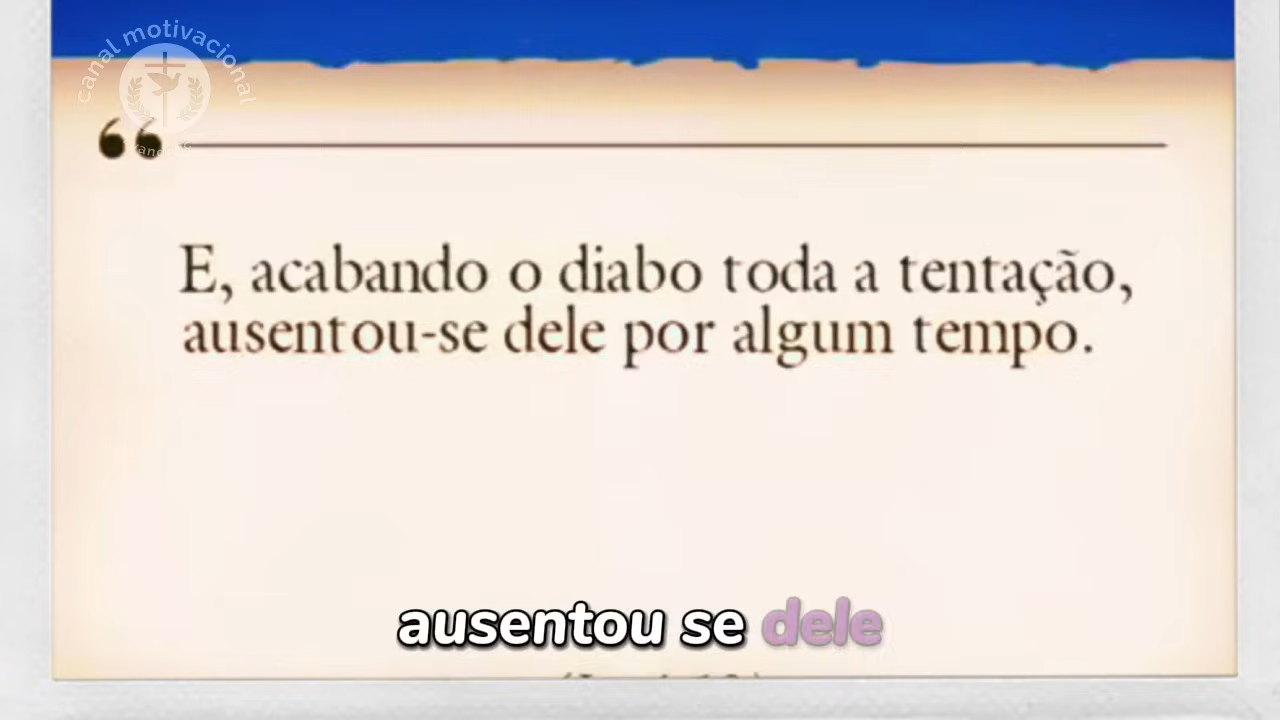 canal motivacional
E, acabando o diabo toda a tentação,
ausentou-se dele por algum tempo.
ausentou se dele